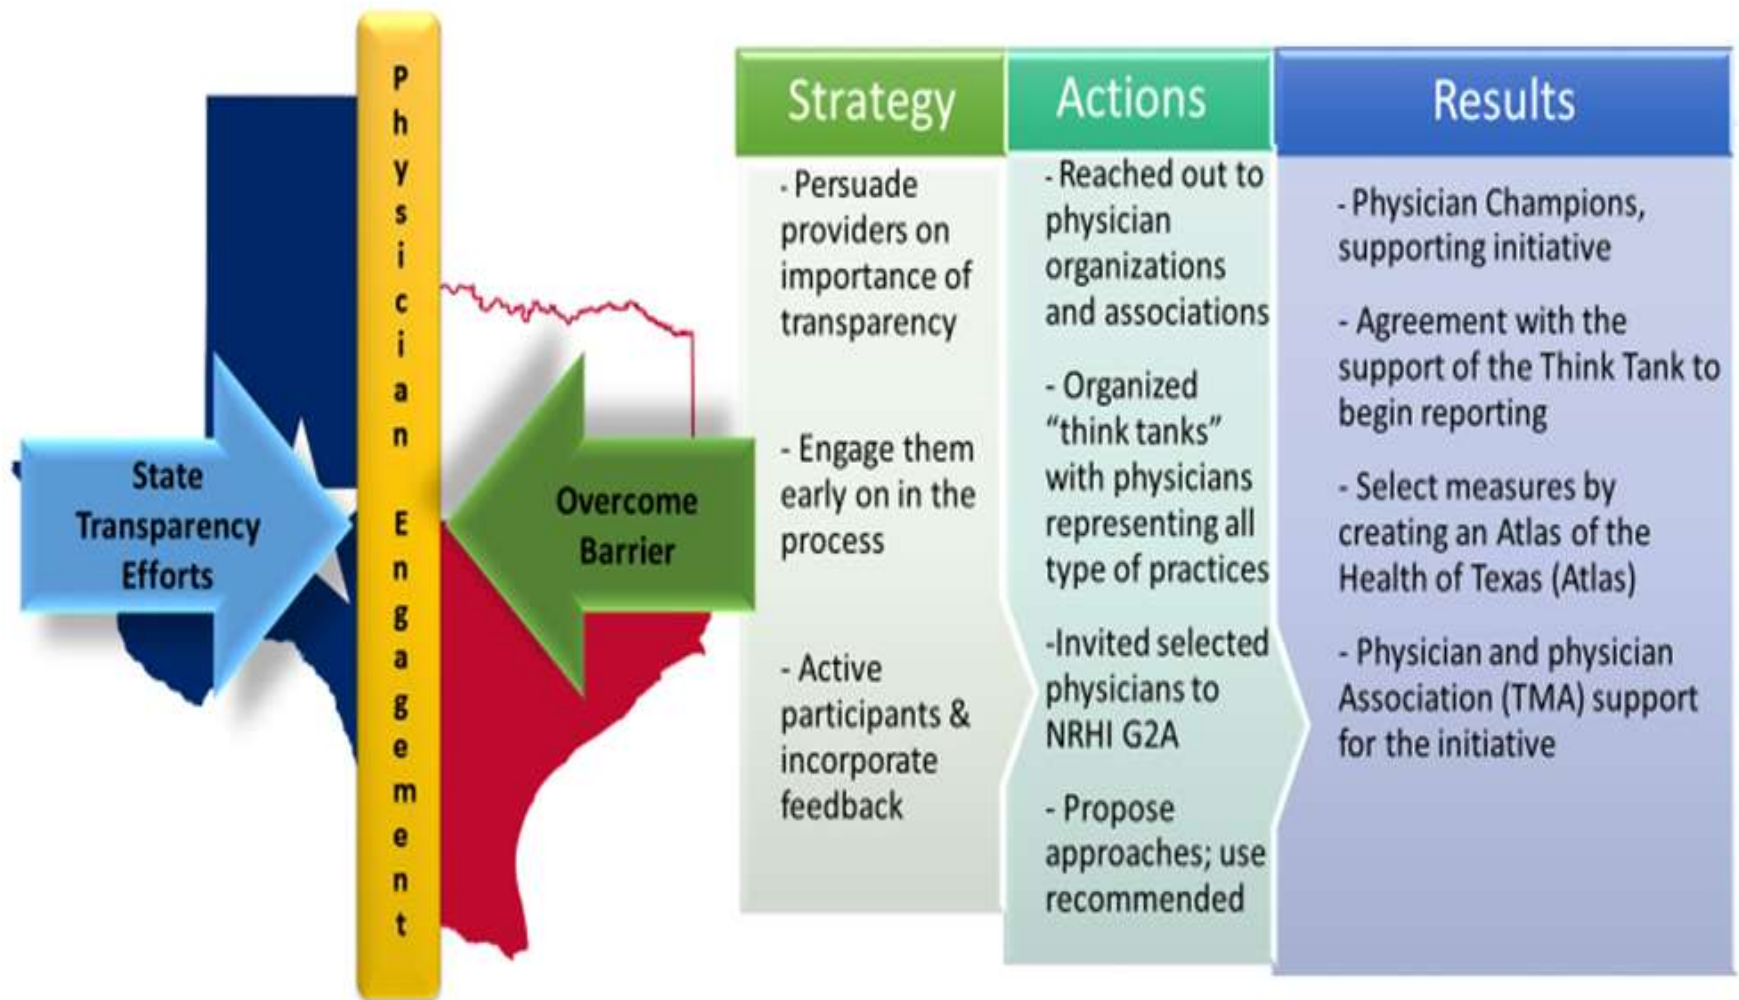 Physician Engagement
State
Transparency
Efforts
Overcome
Barrier
Strategy
- Persuade
providers on
importance of
transparency
- Engage them
early on in the
process
- Active
participants &
incorporate
feedback
Actions
- Reached out to
physician
organizations
and associations
- Organized
“think tanks”
with physicians
representing all
type of practices
-Invited selected
physicians to
NRHI G2A
- Propose
approaches; use
recommended
Results
- Physician Champions,
supporting initiative
- Agreement with the
support of the Think Tank to
begin reporting
- Select measures by
creating an Atlas of the
Health of Texas (Atlas)
- Physician and physician
Association (TMA) support
for the initiative